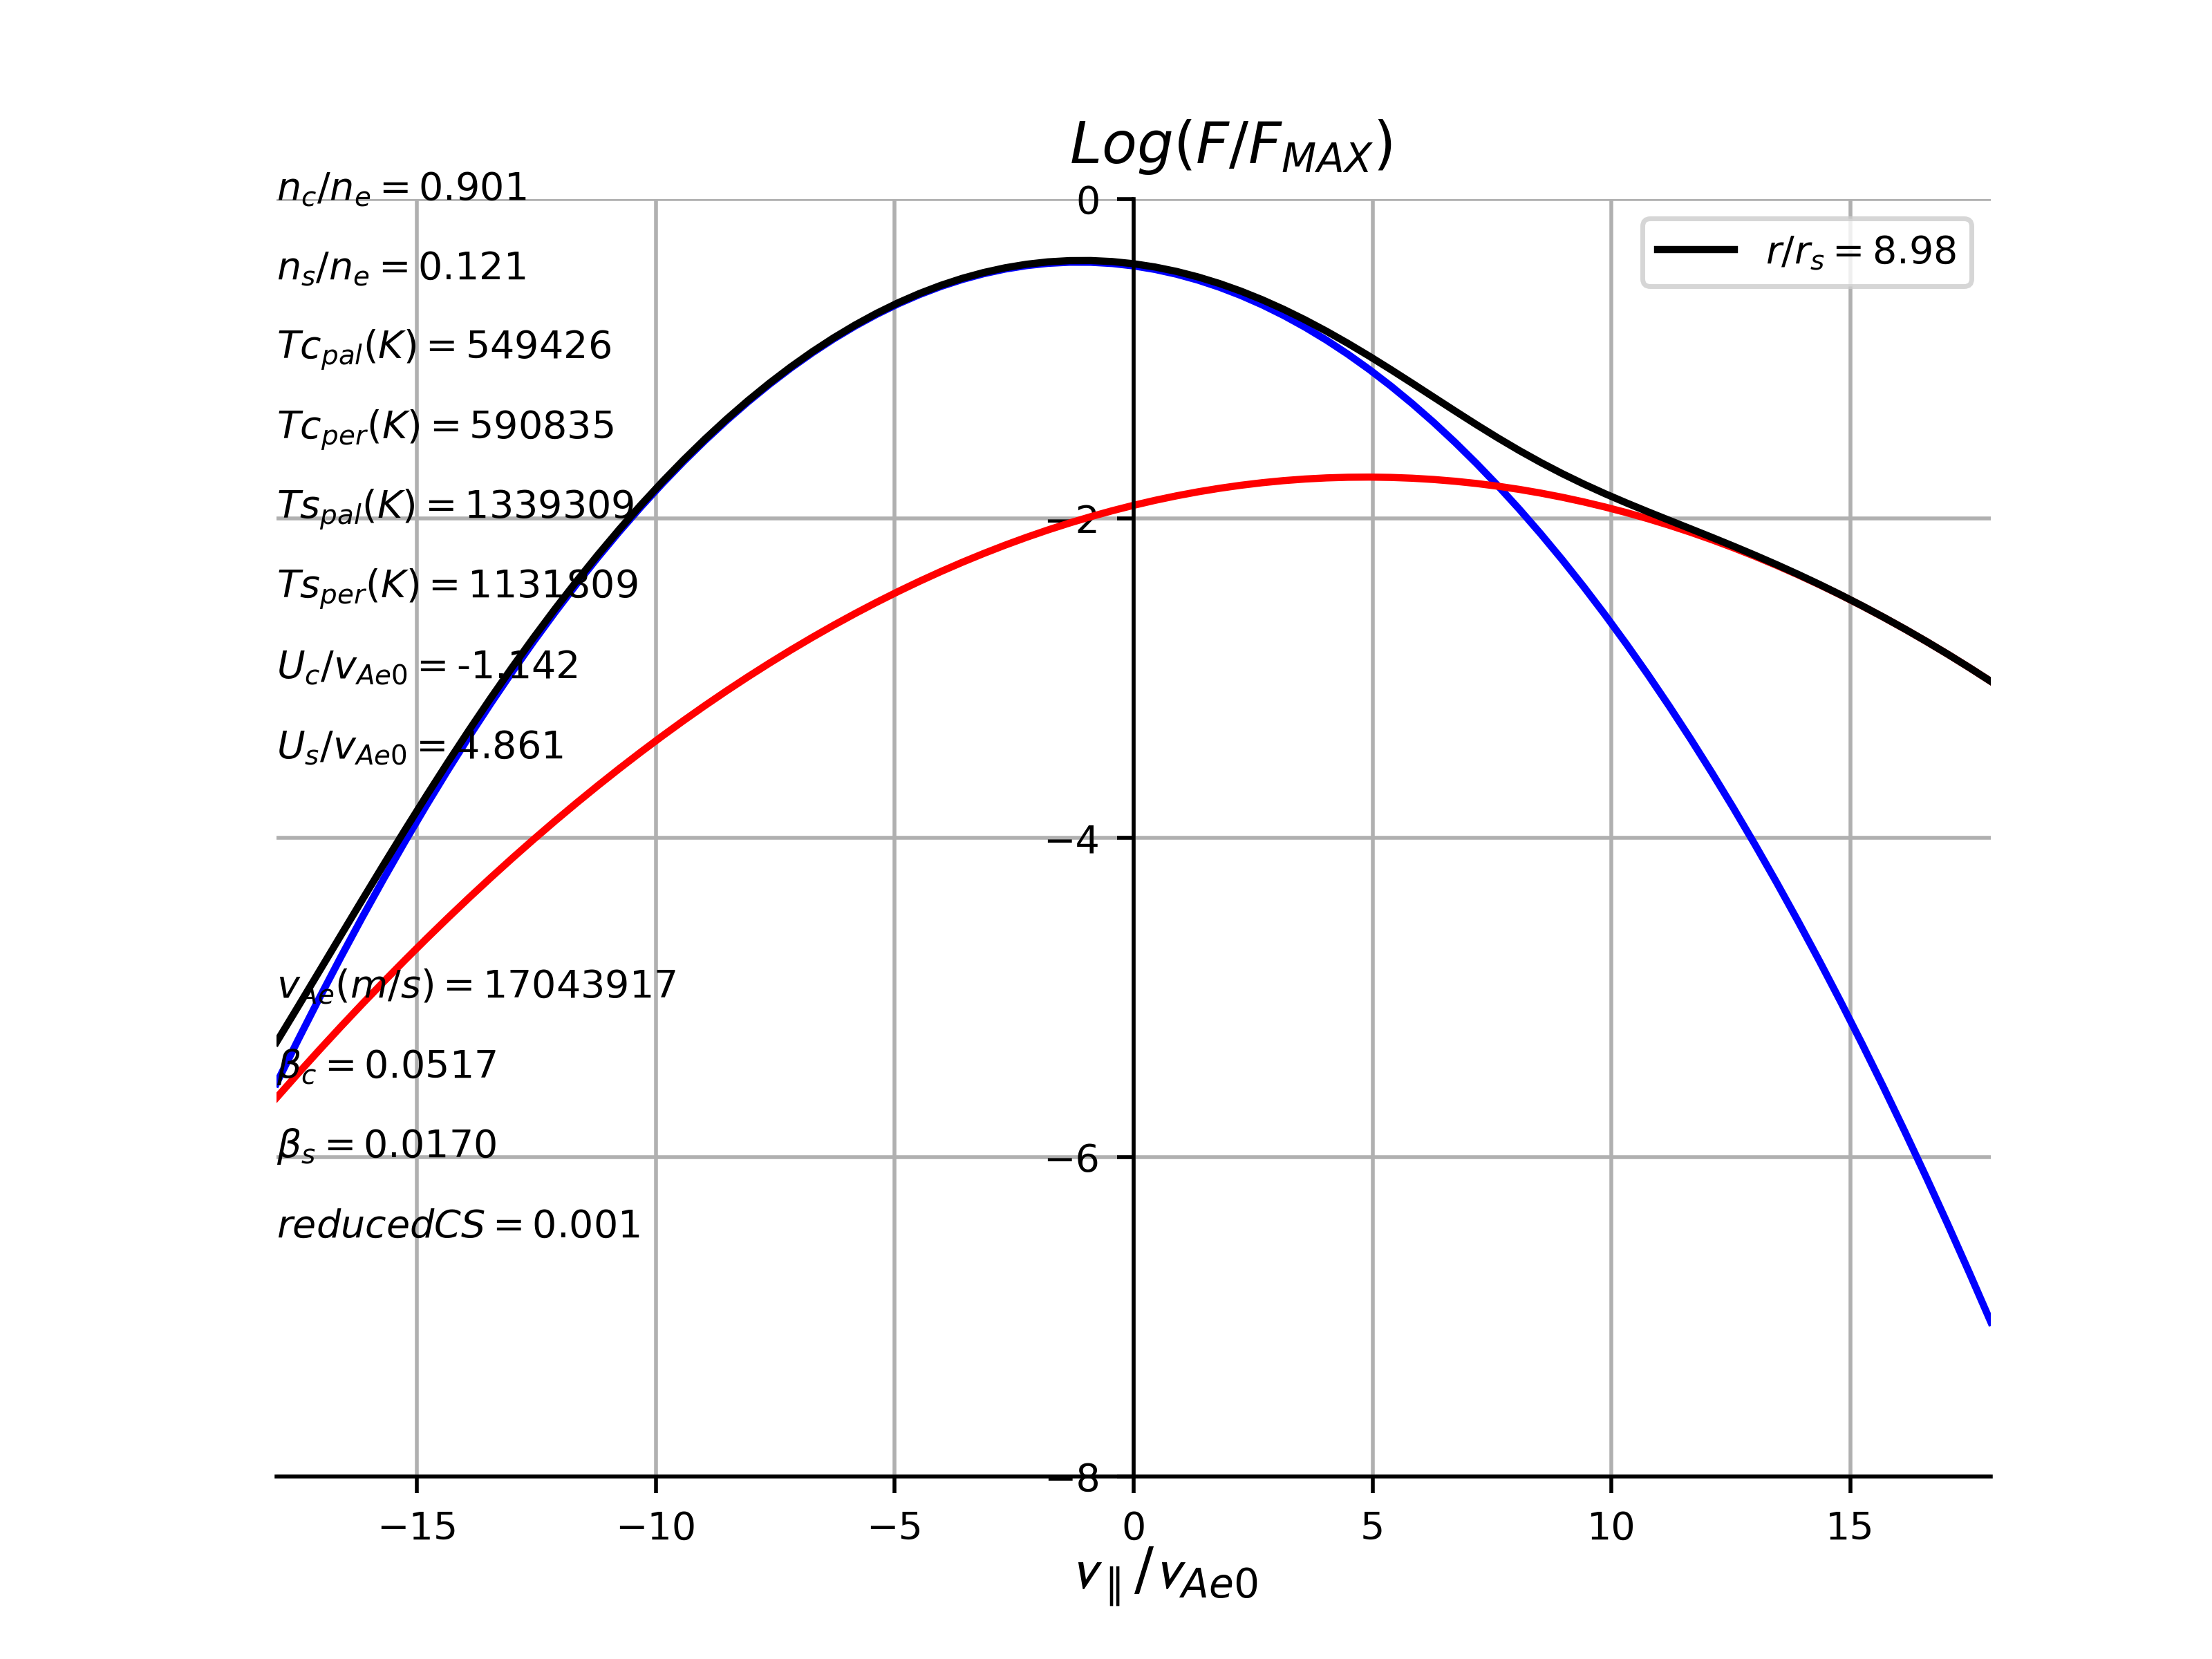 Log(F/F_MAX)
n_c/n_e = 0.901
0
r/r_s = 8.98
n_s/n_e = 0.121
Tc_pal(K) = 549426
Tc_per(K) = 590835
Ts_pal(K) = 1339309
−2
Ts_per(K) = 1131809
U_c/v_Ae0 = -1.142
U_s/v_Ae0 = 4.861
−4
v_Ae(m/s) = 17043917
β_c = 0.0517
β_s = 0.0170
−6
reducedCS = 0.001
−8
−15 −10 −5 0 5 10 15
v_∥/v_Ae0